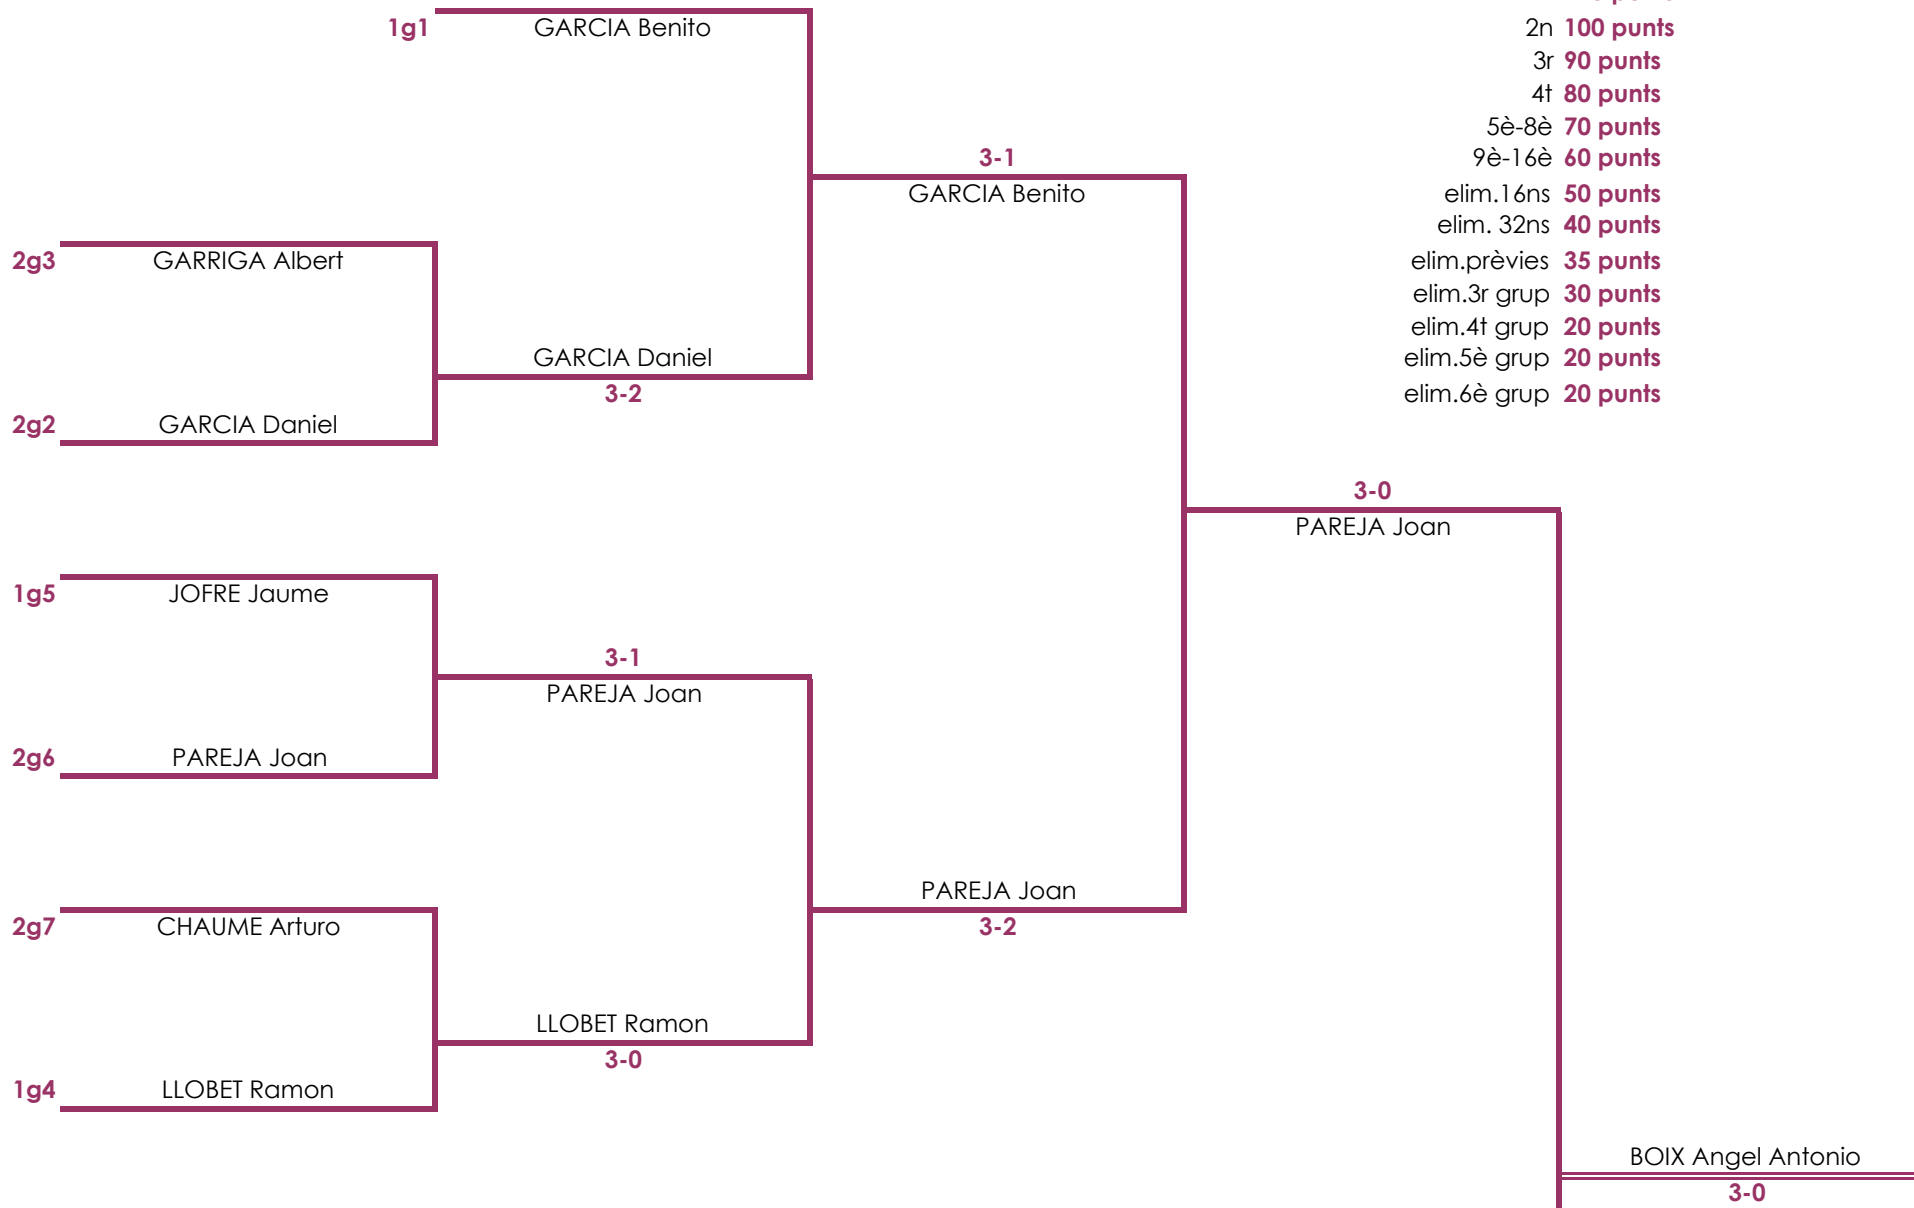 1g1 GARCIA Benito
2n 100 punts
3r 90 punts
4t 80 punts
5è-8è 70 punts
9è-16è 60 punts
elim.16ns 50 punts
elim. 32ns 40 punts
elim.prèvies 35 punts
elim.3r grup 30 punts
elim.4t grup 20 punts
elim.5è grup 20 punts
elim.6è grup 20 punts
3-1
GARCIA Benito
2g3 GARRIGA Albert
GARCIA Daniel
3-2
2g2 GARCIA Daniel
3-0
PAREJA Joan
1g5 JOFRE Jaume
3-1
PAREJA Joan
2g6 PAREJA Joan
PAREJA Joan
3-2
2g7 CHAUME Arturo
LLOBET Ramon
3-0
1g4 LLOBET Ramon
BOIX Angel Antonio
3-0